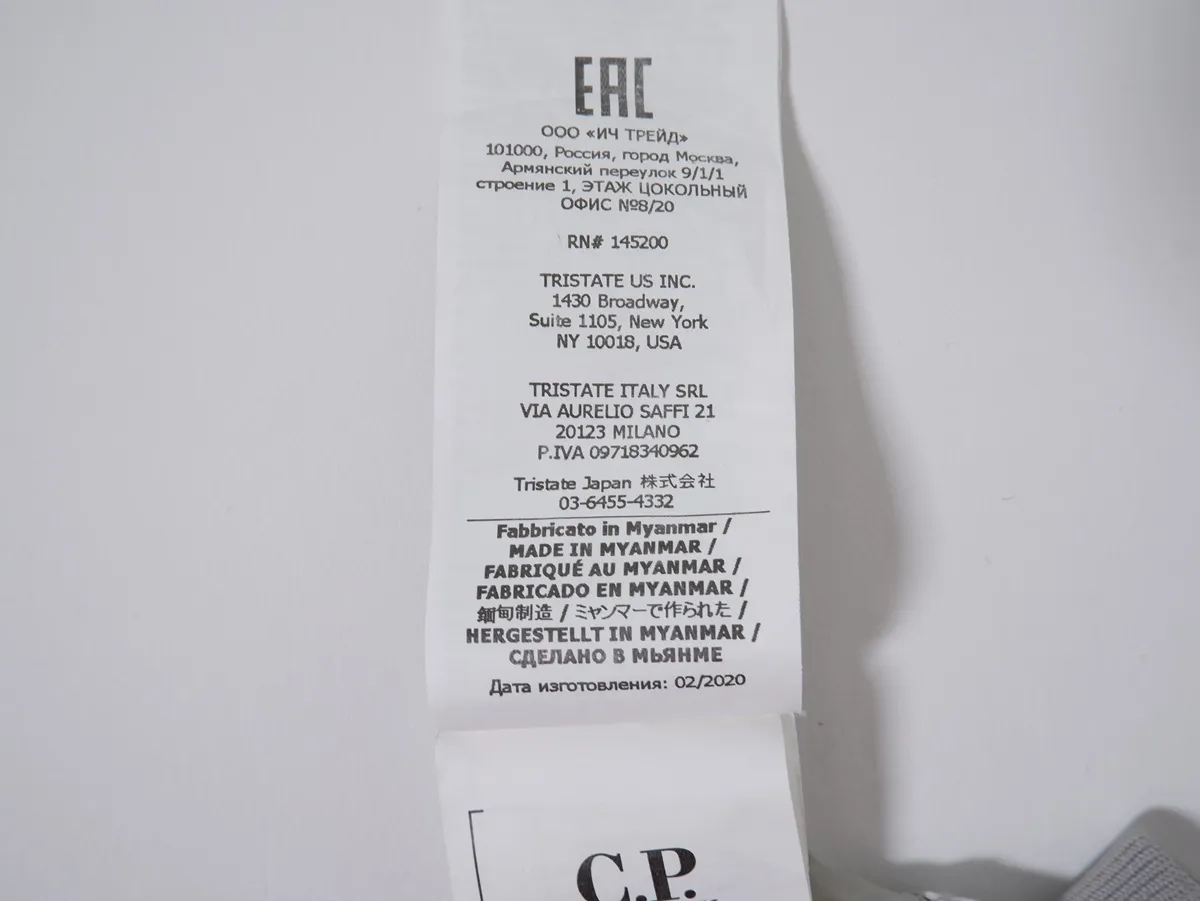 EAC
ООО «ИЧ ТРЕЙД»
101000, Россия, город Москва,
Армянский переулок 9/1/1
строение 1, ЭТАЖ ЦОКОЛЬНЫЙ
ОФИС №8/20
RN# 145200
TRISTATE US INC.
1430 Broadway,
Suite 1105, New York
NY 10018, USA
TRISTATE ITALY SRL
VIA AURELIO SAFFI 21
20123 MILANO
P.IVA 09718340962
Tristate Japan 株式会社
03-6455-4332
Fabbricato in Myanmar /
MADE IN MYANMAR /
FABRIQUÉ AU MYANMAR /
FABRICADO EN MYANMAR /
缅甸制造 / ミャンマーで作られた /
HERGESTELLT IN MYANMAR /
СДЕЛАНО В МЬЯНМЕ
Дата изготовления: 02/2020
C.P.